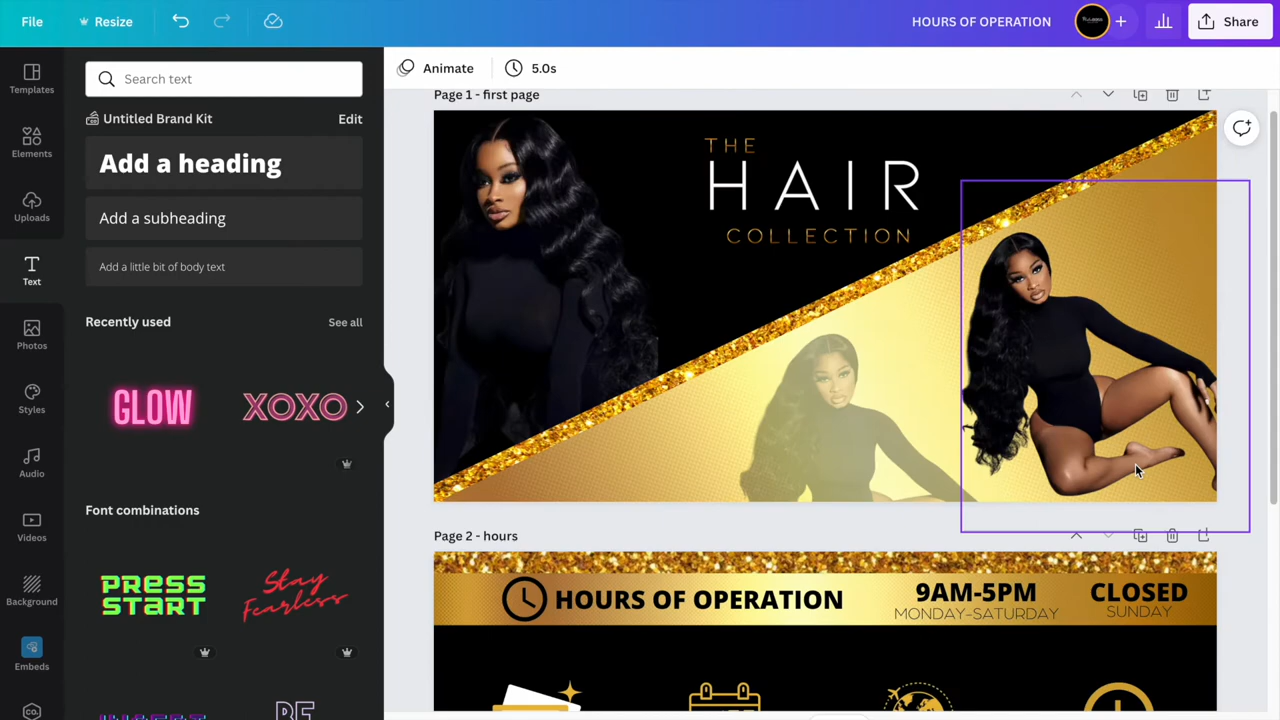 File
Resize
HOURS OF OPERATION
Share
Templates
Elements
Uploads
Text
Photos
Styles
Audio
Videos
Background
Embeds
CO.
Search text
Untitled Brand Kit
Edit
Add a heading
Add a subheading
Add a little bit of body text
Recently used
See all
GLOW
XOXO
Font combinations
PRESS
START
Stay
Fearless
Animate
5.0s
Page 1 - first page
THE
HAIR
COLLECTION
Page 2 - hours
HOURS OF OPERATION
9AM-5PM
MONDAY-SATURDAY
CLOSED
SUNDAY